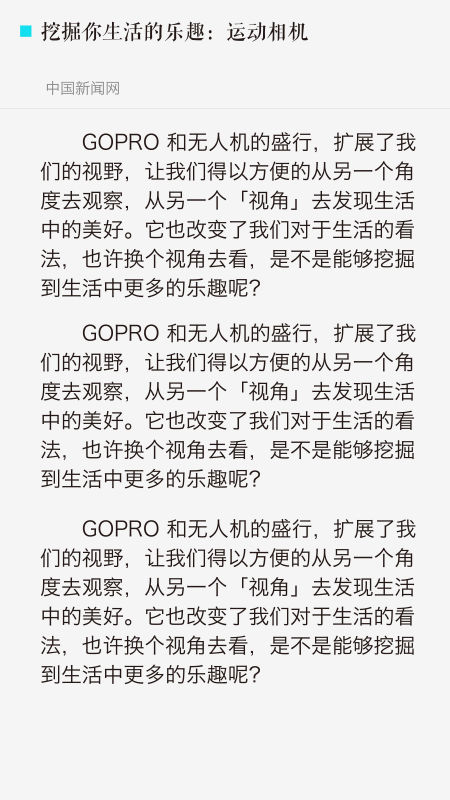 挖掘你生活的乐趣：运动相机
中国新闻网
GOPRO 和无人机的盛行，扩展了我
们的视野，让我们得以方便的从另一个角
度去观察，从另一个「视角」去发现生活
中的美好。它也改变了我们对于生活的看
法，也许换个视角去看，是不是能够挖掘
到生活中更多的乐趣呢？
GOPRO 和无人机的盛行，扩展了我
们的视野，让我们得以方便的从另一个角
度去观察，从另一个「视角」去发现生活
中的美好。它也改变了我们对于生活的看
法，也许换个视角去看，是不是能够挖掘
到生活中更多的乐趣呢？
GOPRO 和无人机的盛行，扩展了我
们的视野，让我们得以方便的从另一个角
度去观察，从另一个「视角」去发现生活
中的美好。它也改变了我们对于生活的看
法，也许换个视角去看，是不是能够挖掘
到生活中更多的乐趣呢？